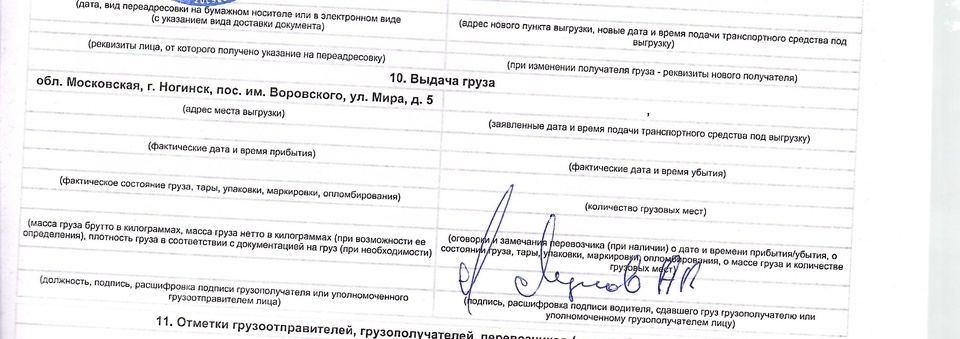 (дата, вид переадресовки на бумажном носителе или в электронном виде
(с указанием вида доставки документа)
(адрес нового пункта выгрузки, новые дата и время подачи транспортного средства под
выгрузку)
(реквизиты лица, от которого получено указание на переадресовку)
(при изменении получателя груза - реквизиты нового получателя)
10. Выдача груза
обл. Московская, г. Ногинск, пос. им. Воровского, ул. Мира, д. 5
,
(адрес места выгрузки)
(заявленные дата и время подачи транспортного средства под выгрузку)
(фактические дата и время прибытия)
(фактические дата и время убытия)
(фактическое состояние груза, тары, упаковки, маркировки, опломбирования)
(количество грузовых мест)
(масса груза брутто в килограммах, масса груза нетто в килограммах (при возможности ее
определения), плотность груза в соответствии с документацией на груз (при необходимости)
(оговорки и замечания перевозчика (при наличии) о дате и времени прибытия/убытия, о
состоянии груза, тары, упаковки, маркировки, опломбирования, о массе груза и количестве
грузовых мест)
(должность, подпись, расшифровка подписи грузополучателя или уполномоченного
грузоотправителем лица)
(подпись, расшифровка подписи водителя, сдавшего груз грузополучателю или
уполномоченному грузополучателем лицу)
11. Отметки грузоотправителей, грузополучателей, перевозчиков